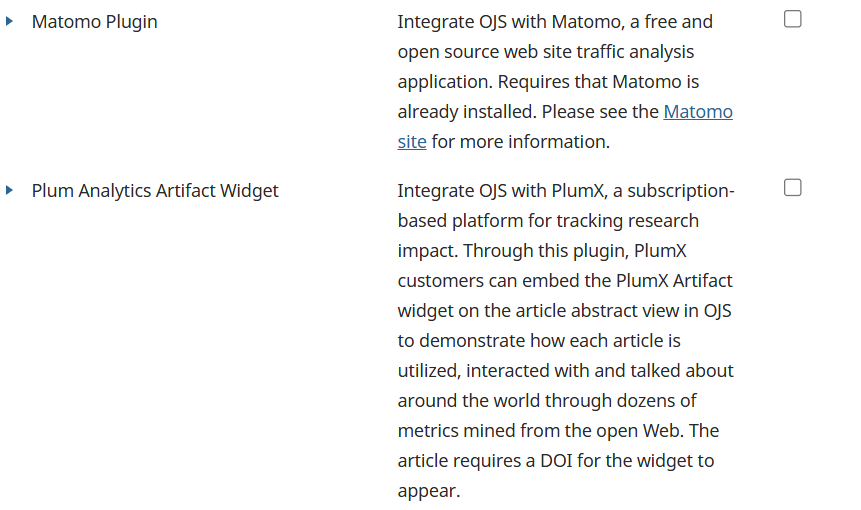 Matomo Plugin
Integrate OJS with Matomo, a free and
open source web site traffic analysis
application. Requires that Matomo is
already installed. Please see the Matomo
site for more information.
Plum Analytics Artifact Widget
Integrate OJS with PlumX, a subscription-
based platform for tracking research
impact. Through this plugin, PlumX
customers can embed the PlumX Artifact
widget on the article abstract view in OJS
to demonstrate how each article is
utilized, interacted with and talked about
around the world through dozens of
metrics mined from the open Web. The
article requires a DOI for the widget to
appear.